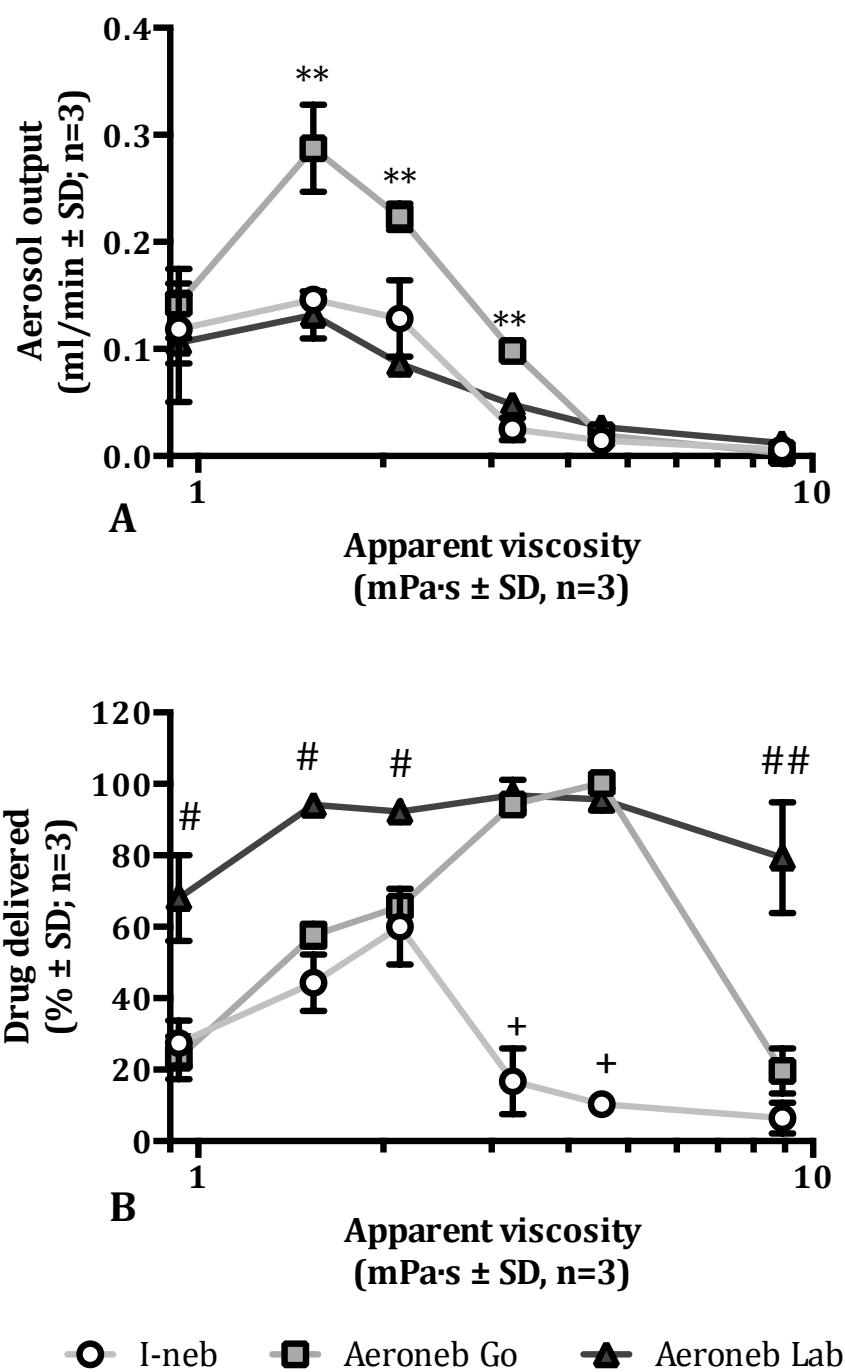 0.4
**
0.3
**
0.2
**
0.1
0.0
Aerosol output
(ml/min ± SD; n=3)
1
10
A
Apparent viscosity
(mPa·s ± SD, n=3)
120
#
#
##
100
#
80
60
40
+
+
20
0
Drug delivered
(% ± SD; n=3)
1
10
B
Apparent viscosity
(mPa·s ± SD, n=3)
I-neb Aeroneb Go Aeroneb Lab